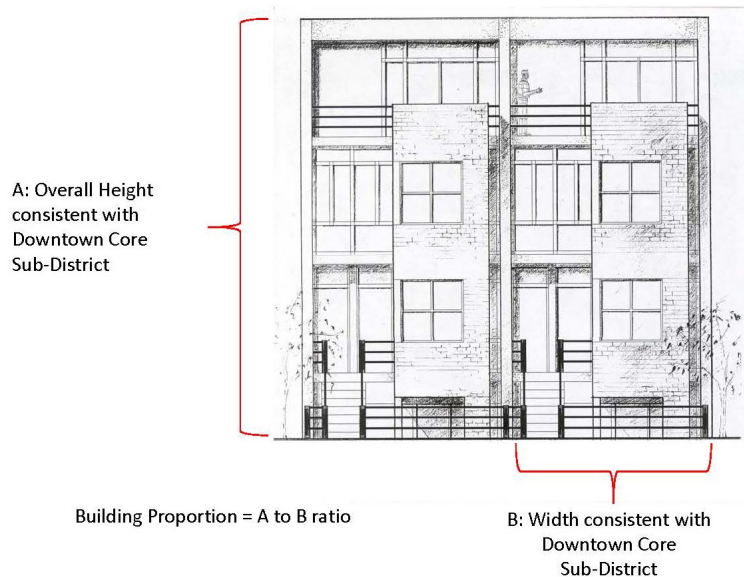 A: Overall Height
consistent with
Downtown Core
Sub-District
Building Proportion = A to B ratio
B: Width consistent with
Downtown Core
Sub-District